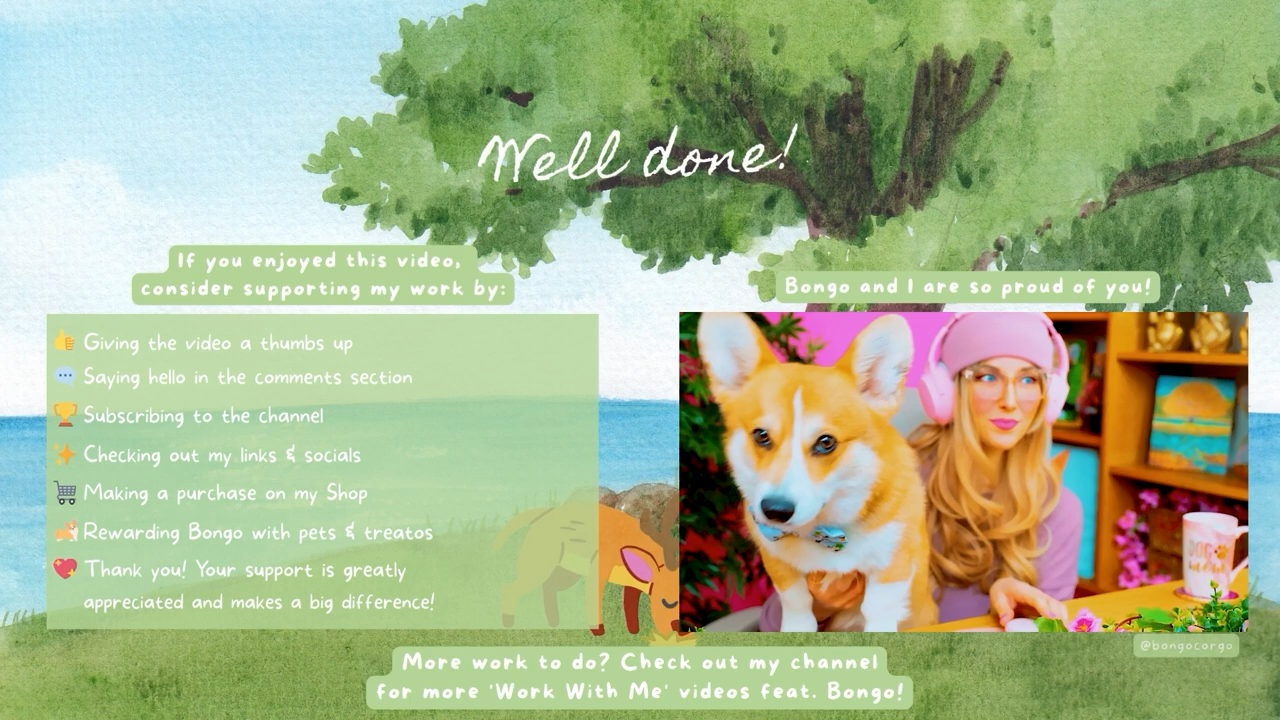 Well done!
If you enjoyed this video,
consider supporting my work by:
Giving the video a thumbs up
Saying hello in the comments section
Subscribing to the channel
Checking out my links & socials
Making a purchase on my Shop
Rewarding Bongo with pets & treatos
Thank you! Your support is greatly
appreciated and makes a big difference!
Bongo and I are so proud of you!
DOG
@bongocorgo
More work to do? Check out my channel
for more 'Work With Me' videos feat. Bongo!